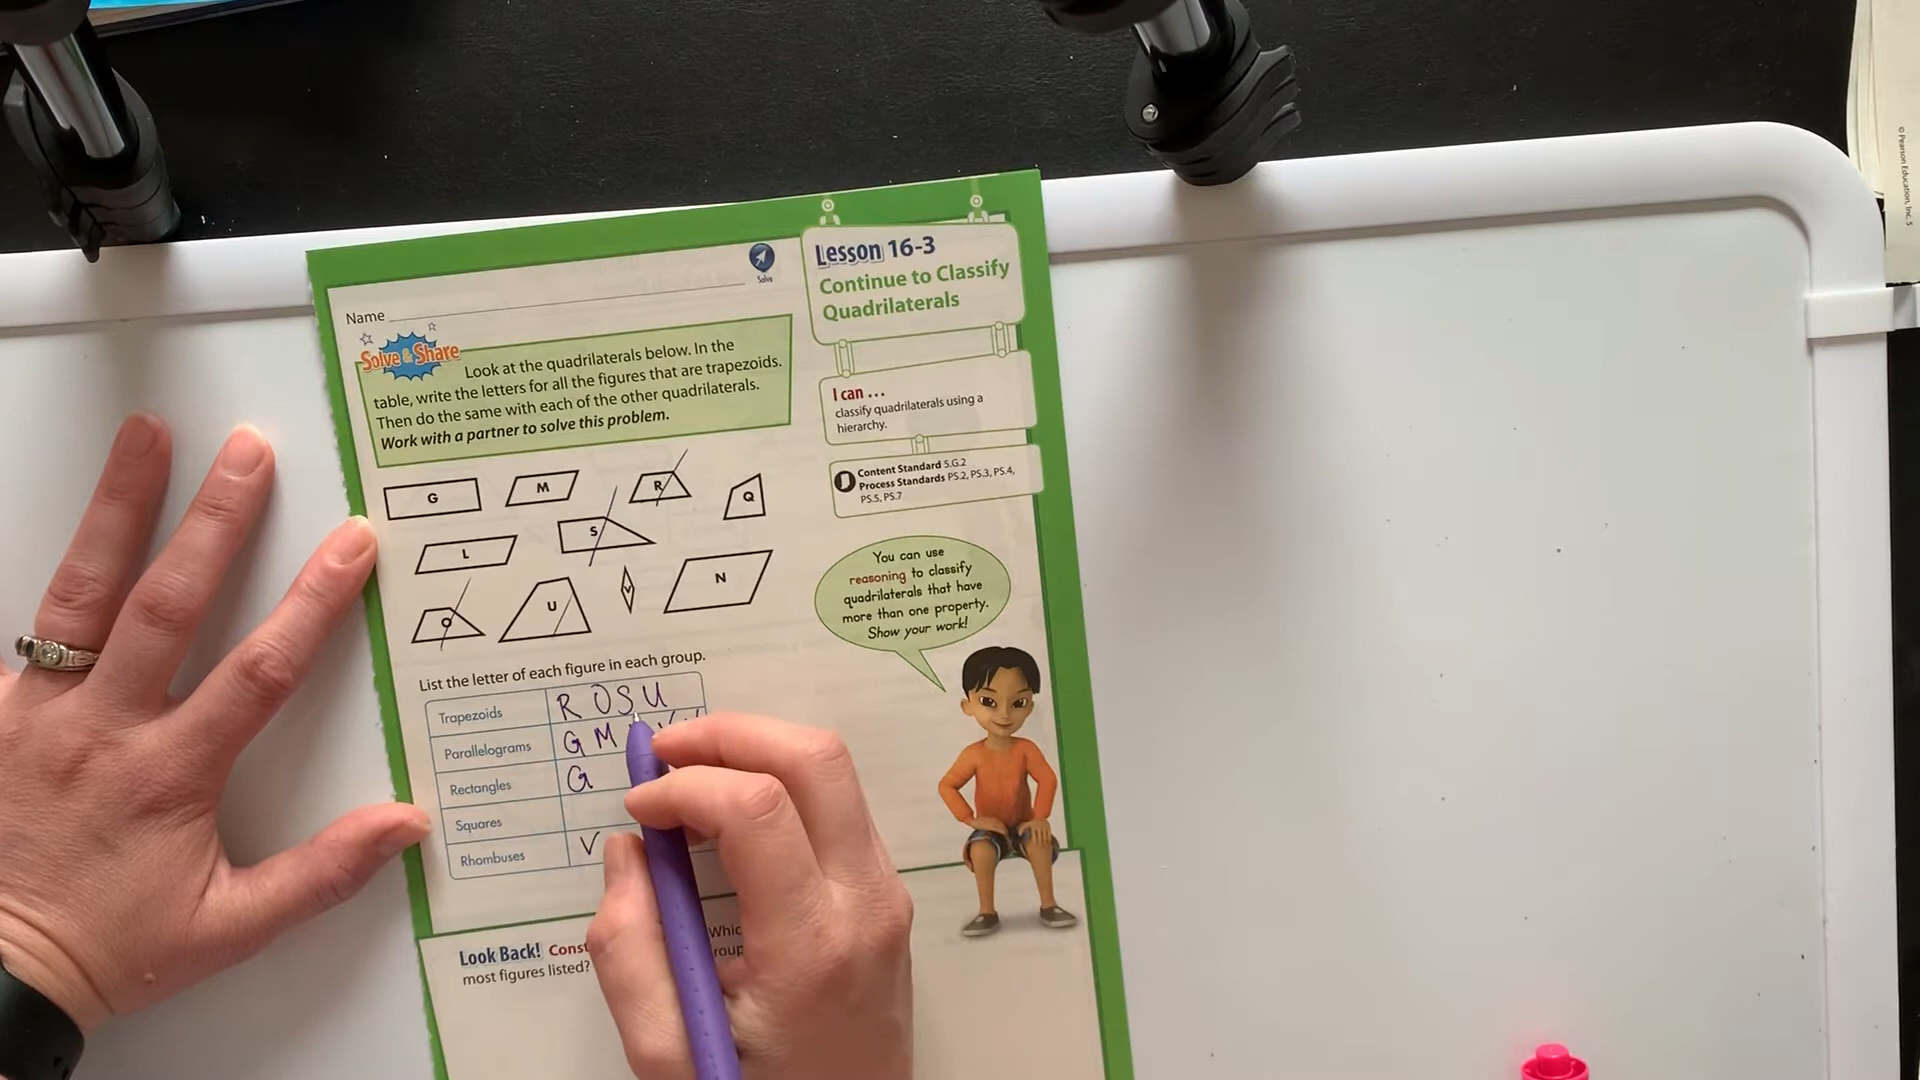 © Pearson Education, Inc. 5
Lesson 16-3
Continue to Classify
Quadrilaterals
Solve
Name
Solve & Share
Look at the quadrilaterals below. In the
table, write the letters for all the figures that are trapezoids.
Then do the same with each of the other quadrilaterals.
Work with a partner to solve this problem.
I can ...
classify quadrilaterals using a
hierarchy.
Content Standard 5.G.2
Process Standards PS.2, PS.3, PS.4,
PS.5, PS.7
G M R Q
L S
O U V N
You can use
reasoning to classify
quadrilaterals that have
more than one property.
Show your work!
List the letter of each figure in each group.
Trapezoids R O S U
Parallelograms G M
Rectangles G
Squares
Rhombuses V
Look Back!
most figures listed?